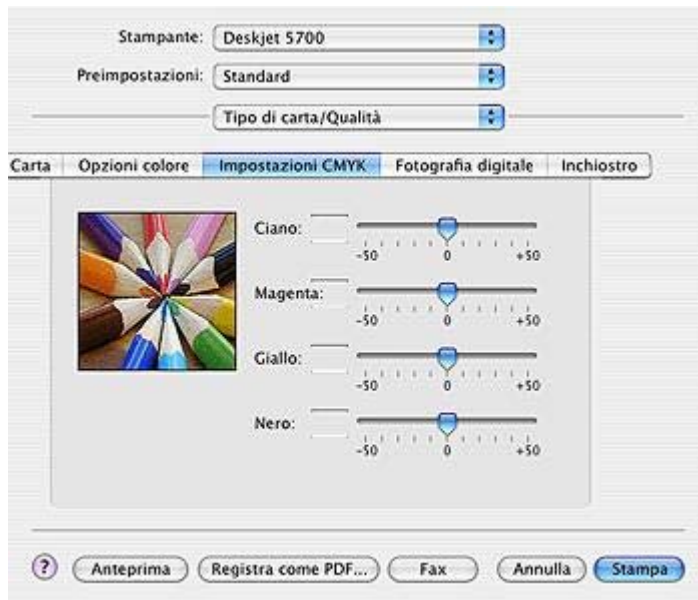 Stampante: Deskjet 5700
Preimpostazioni: Standard
Tipo di carta/Qualità
Carta Opzioni colore Impostazioni CMYK Fotografia digitale Inchiostro
Ciano:
-50 0 +50
Magenta:
-50 0 +50
Giallo:
-50 0 +50
Nero:
-50 0 +50
? Anteprima Registra come PDF... Fax Annulla Stampa